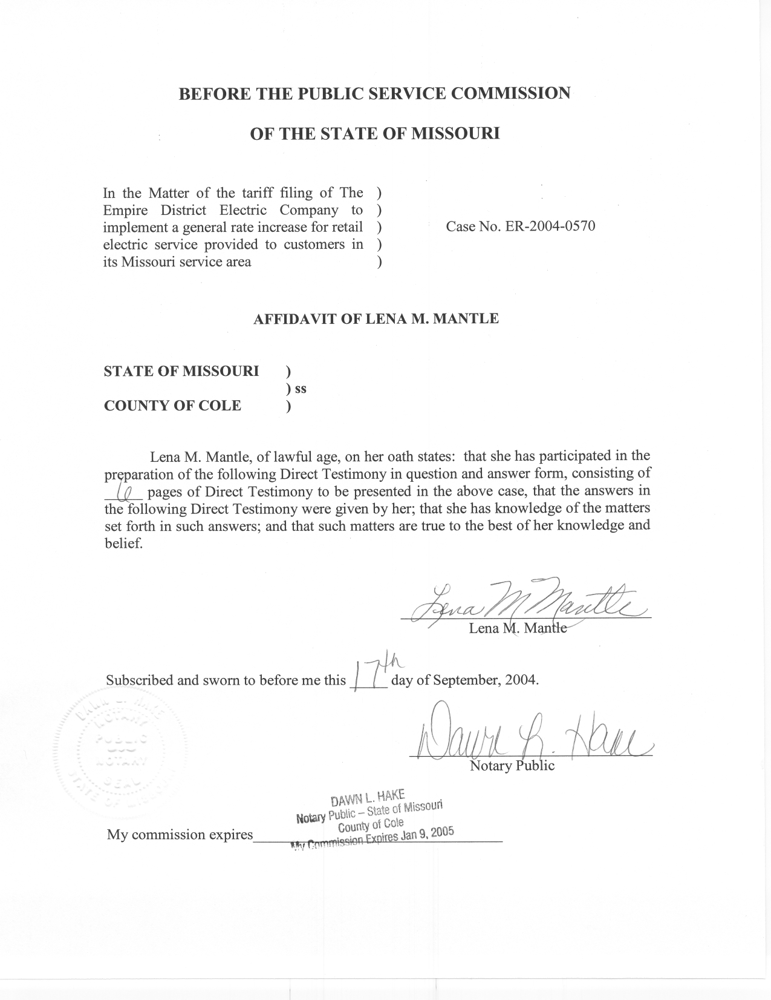 BEFORE THE PUBLIC SERVICE COMMISSION
OF THE STATE OF MISSOURI
In the Matter of the tariff filing of The )
Empire District Electric Company to )
implement a general rate increase for retail ) Case No. ER-2004-0570
electric service provided to customers in )
its Missouri service area )
AFFIDAVIT OF LENA M. MANTLE
STATE OF MISSOURI )
) ss
COUNTY OF COLE )
Lena M. Mantle, of lawful age, on her oath states: that she has participated in the
preparation of the following Direct Testimony in question and answer form, consisting of
6 pages of Direct Testimony to be presented in the above case, that the answers in
the following Direct Testimony were given by her; that she has knowledge of the matters
set forth in such answers; and that such matters are true to the best of her knowledge and
belief.
Lena M Mantle
Lena M. Mantle
Subscribed and sworn to before me this 17th day of September, 2004.
DAWN L. HAKE
NOTARY
PUBLIC
NOTARY
SEAL
STATE OF MISSOURI
Dawn L. Hake
Notary Public
DAWN L. HAKE
Notary Public – State of Missouri
County of Cole
My commission expires My Commission Expires Jan 9, 2005